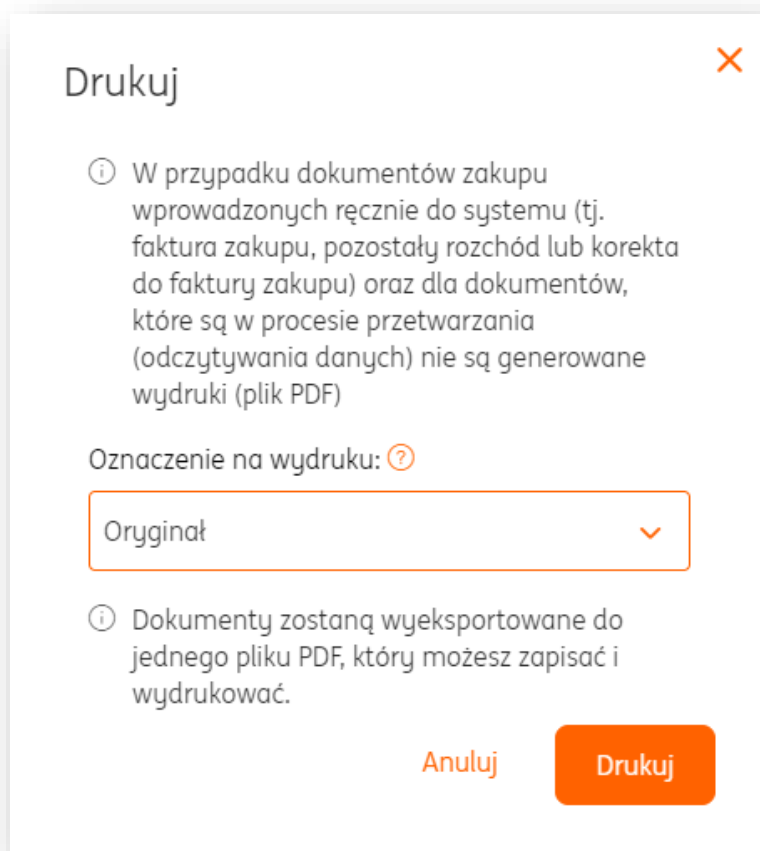 Drukuj
W przypadku dokumentów zakupu
wprowadzonych ręcznie do systemu (tj.
faktura zakupu, pozostały rozchód lub korekta
do faktury zakupu) oraz dla dokumentów,
które są w procesie przetwarzania
(odczytywania danych) nie są generowane
wydruki (plik PDF)
Oznaczenie na wydruku:
Oryginał
Dokumenty zostaną wyeksportowane do
jednego pliku PDF, który możesz zapisać i
wydrukować.
Anuluj
Drukuj